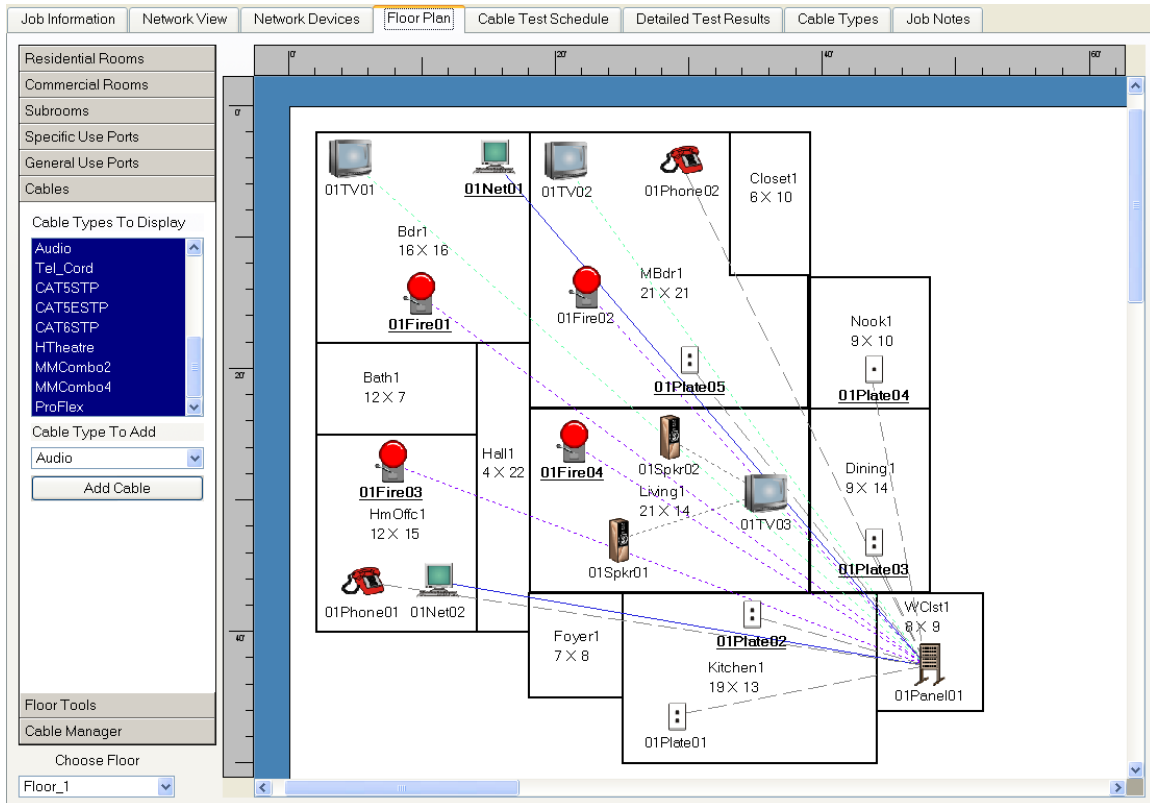 Job Information
Network View
Network Devices
Floor Plan
Cable Test Schedule
Detailed Test Results
Cable Types
Job Notes
Residential Rooms
Commercial Rooms
Subrooms
Specific Use Ports
General Use Ports
Cables
Cable Types To Display
Audio
Tel_Cord
CAT5STP
CAT5ESTP
CAT6STP
HTheatre
MMCombo2
MMCombo4
ProFlex
Cable Type To Add
Audio
Add Cable
Floor Tools
Cable Manager
Choose Floor
Floor_1
0'
20'
40'
60'
0'
20'
40'
01TV01
01Net01
01TV02
01Phone02
Closet1
6 X 10
Bdr1
16 X 16
MBdr1
21 X 21
01Fire01
01Fire02
Nook1
9 X 10
01Plate05
01Plate04
Bath1
12 X 7
Hall1
4 X 22
01Fire03
01Fire04
01Spkr02
Living1
21 X 14
01TV03
Dining1
9 X 14
HmOffc1
12 X 15
01Spkr01
01Plate03
01Phone01
01Net02
Foyer1
7 X 8
01Plate02
Kitchen1
19 X 13
WClst1
8 X 9
01Panel01
01Plate01